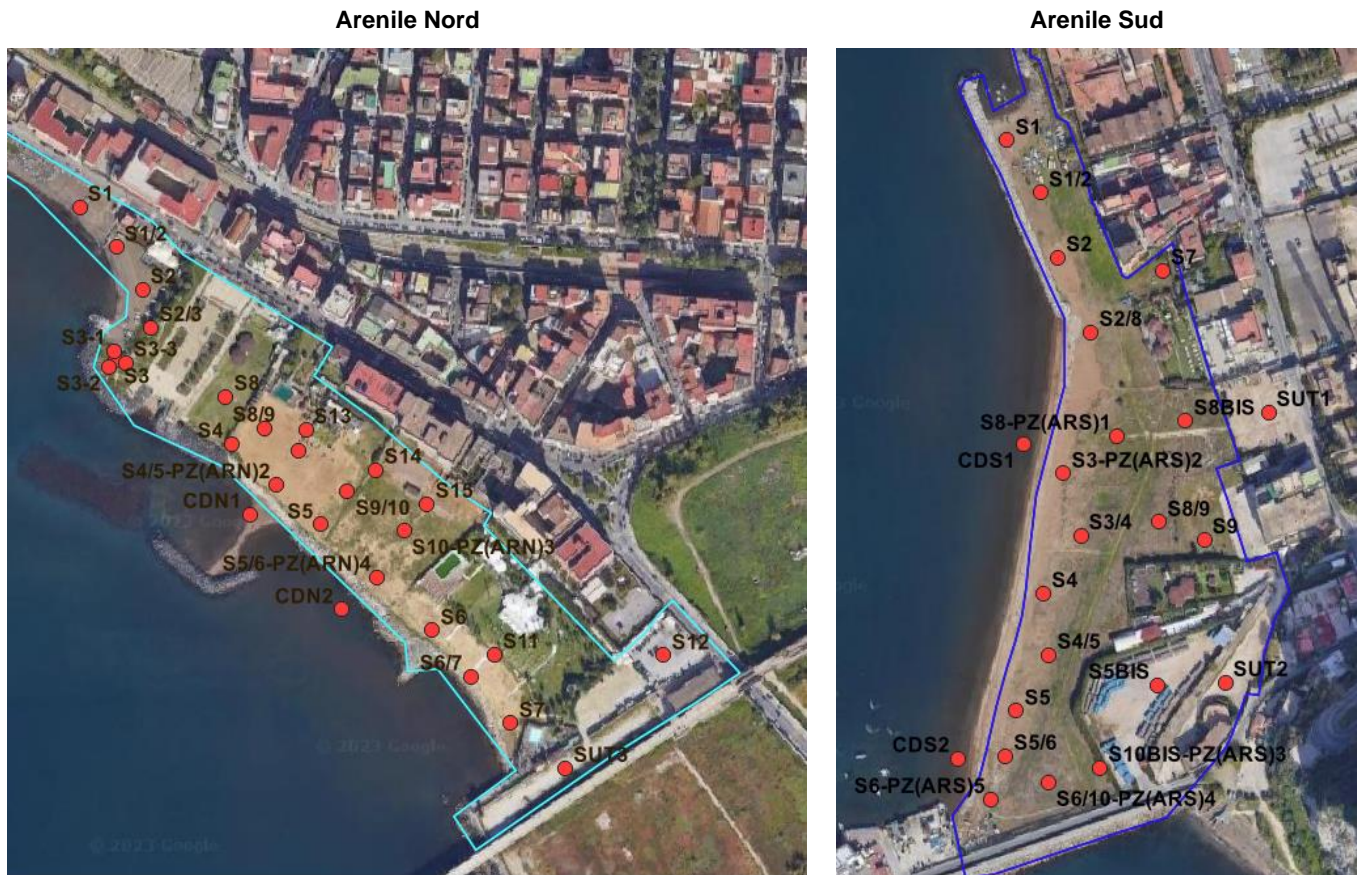 Arenile Nord
S1
S1/2
S2
S2/3
S3-1
S3-3
S3
S3-2
S8
S8/9
S13
S4
S14
S4/5-PZ(ARN)2
CDN1
S5
S9/10
S15
S10-PZ(ARN)3
S5/6-PZ(ARN)4
CDN2
S6
S11
S12
S6/7
S7
SUT3
© 2023 Google
© 2023 Google
Arenile Sud
S1
S1/2
S2
S7
S2/8
S8BIS
SUT1
S8-PZ(ARS)1
CDS1
S3-PZ(ARS)2
S8/9
S3/4
S9
S4
S4/5
S5BIS
SUT2
S5
CDS2
S5/6
S10BIS-PZ(ARS)3
S6-PZ(ARS)5
S6/10-PZ(ARS)4